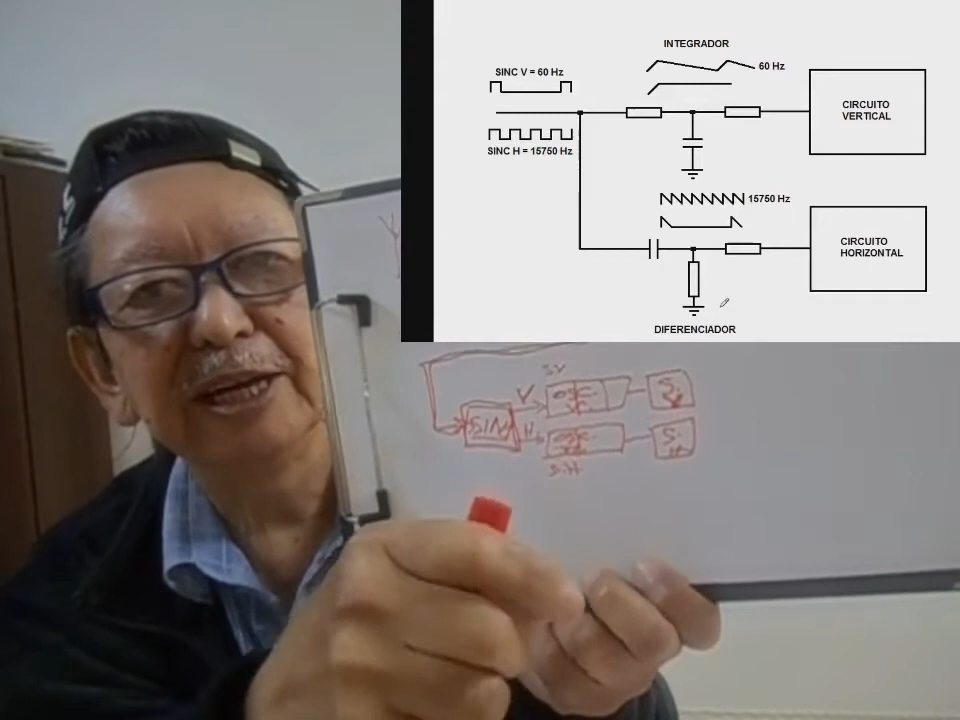 INTEGRADOR
SINC V = 60 Hz
60 Hz
CIRCUITO
VERTICAL
SINC H = 15750 Hz
15750 Hz
CIRCUITO
HORIZONTAL
DIFERENCIADOR
V
SIN
H